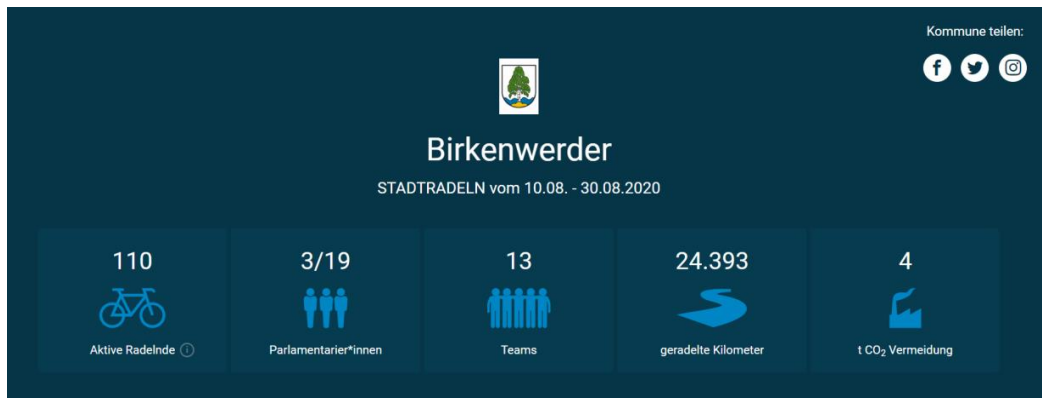 Kommune teilen:
Birkenwerder
STADTRADELN vom 10.08. - 30.08.2020
110
Aktive Radelnde
3/19
Parlamentarier*innen
13
Teams
24.393
geradelte Kilometer
4
t CO₂ Vermeidung